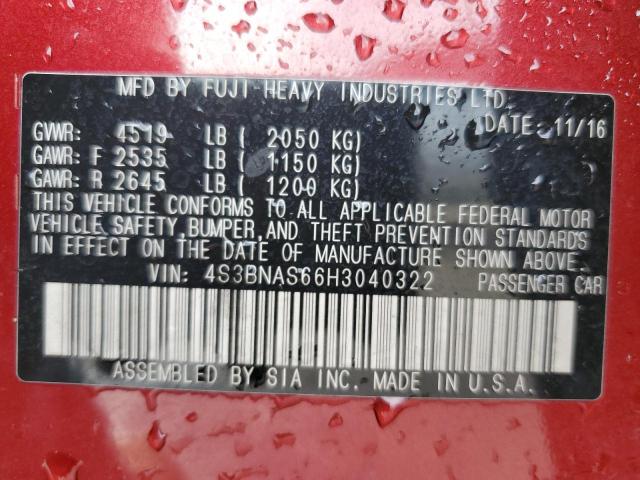 MFD BY FUJI HEAVY INDUSTRIES LTD.
DATE: 11/16
GVWR: 4519 LB ( 2050 KG)
GAWR: F 2535 LB ( 1150 KG)
GAWR: R 2645 LB ( 1200 KG)
THIS VEHICLE CONFORMS TO ALL APPLICABLE FEDERAL MOTOR
VEHICLE SAFETY, BUMPER, AND THEFT PREVENTION STANDARDS
IN EFFECT ON THE DATE OF MANUFACTURE SHOWN ABOVE.
VIN: 4S3BNAS66H3040322 PASSENGER CAR
ASSEMBLED BY SIA INC. MADE IN U.S.A.